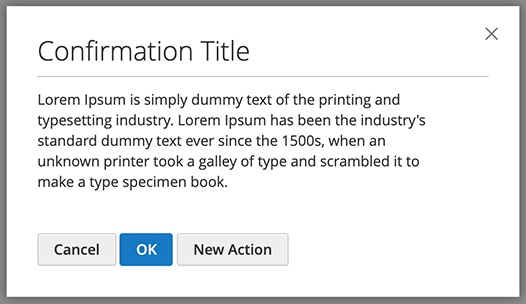 Confirmation Title
Lorem Ipsum is simply dummy text of the printing and
typesetting industry. Lorem Ipsum has been the industry's
standard dummy text ever since the 1500s, when an
unknown printer took a galley of type and scrambled it to
make a type specimen book.
Cancel OK New Action